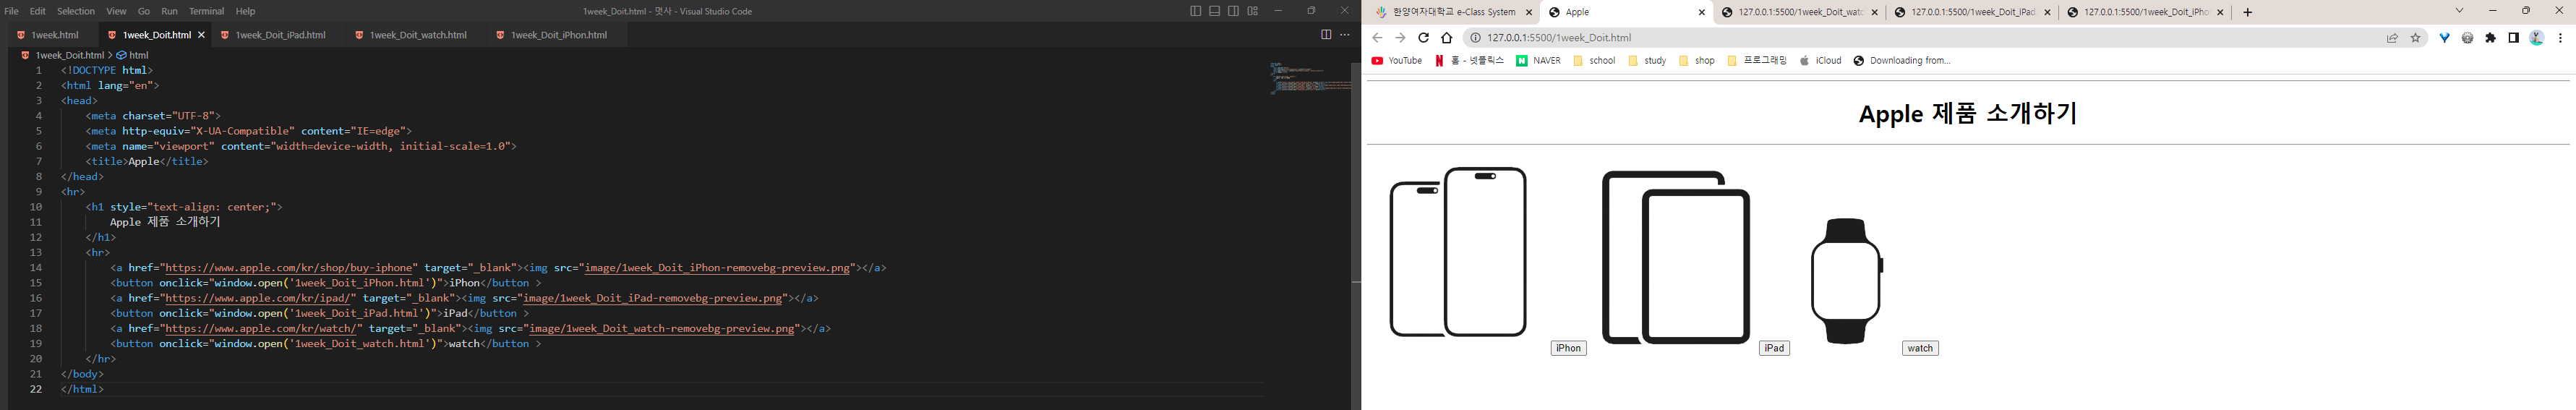 File Edit Selection View Go Run Terminal Help
1week_Doit.html - 멋사 - Visual Studio Code
1week.html
1week_Doit.html
1week_Doit_iPad.html
1week_Doit_watch.html
1week_Doit_iPhon.html
1week_Doit.html > html
1 <!DOCTYPE html>
2 <html lang="en">
3 <head>
4 <meta charset="UTF-8">
5 <meta http-equiv="X-UA-Compatible" content="IE=edge">
6 <meta name="viewport" content="width=device-width, initial-scale=1.0">
7 <title>Apple</title>
8 </head>
9 <hr>
10 <h1 style="text-align: center;">
11 Apple 제품 소개하기
12 </h1>
13 <hr>
14 <a href="https://www.apple.com/kr/shop/buy-iphone" target="_blank"><img src="image/1week_Doit_iPhon-removebg-preview.png"></a>
15 <button onclick="window.open('1week_Doit_iPhon.html')">iPhon</button >
16 <a href="https://www.apple.com/kr/ipad/" target="_blank"><img src="image/1week_Doit_iPad-removebg-preview.png"></a>
17 <button onclick="window.open('1week_Doit_iPad.html')">iPad</button >
18 <a href="https://www.apple.com/kr/watch/" target="_blank"><img src="image/1week_Doit_watch-removebg-preview.png"></a>
19 <button onclick="window.open('1week_Doit_watch.html')">watch</button >
20 </hr>
21 </body>
22 </html>
한양여자대학교 e-Class System
Apple
127.0.0.1:5500/1week_Doit_watc
127.0.0.1:5500/1week_Doit_iPad
127.0.0.1:5500/1week_Doit_iPho
127.0.0.1:5500/1week_Doit.html
YouTube
홈 - 넷플릭스
NAVER
school
study
shop
프로그래밍
iCloud
Downloading from...
Apple 제품 소개하기
iPhon
iPad
watch